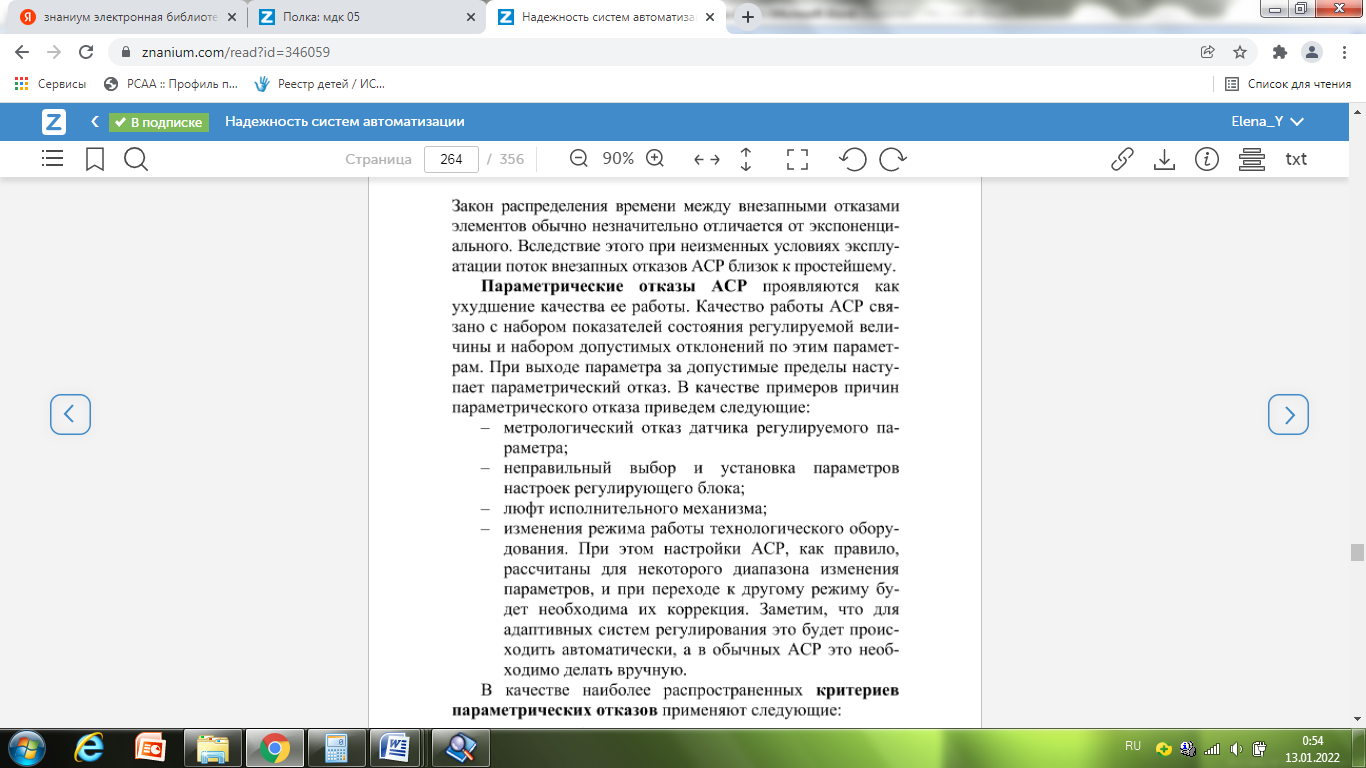 знаниум электронная библиоте
Полка: мдк 05
Надежность систем автоматиза
znanium.com/read?id=346059
Сервисы
РСАА :: Профиль п...
Реестр детей / ИС...
Список для чтения
В подписке
Надежность систем автоматизации
Elena_Y
Страница 264 / 356
90%
txt
Закон распределения времени между внезапными отказами
элементов обычно незначительно отличается от экспоненци-
ального. Вследствие этого при неизменных условиях эксплу-
атации поток внезапных отказов АСР близок к простейшему.
Параметрические отказы АСР проявляются как
ухудшение качества ее работы. Качество работы АСР свя-
зано с набором показателей состояния регулируемой вели-
чины и набором допустимых отклонений по этим парамет-
рам. При выходе параметра за допустимые пределы насту-
пает параметрический отказ. В качестве примеров причин
параметрического отказа приведем следующие:
– метрологический отказ датчика регулируемого па-
раметра;
– неправильный выбор и установка параметров
настроек регулирующего блока;
– люфт исполнительного механизма;
– изменения режима работы технологического обору-
дования. При этом настройки АСР, как правило,
рассчитаны для некоторого диапазона изменения
параметров, и при переходе к другому режиму бу-
дет необходима их коррекция. Заметим, что для
адаптивных систем регулирования это будет проис-
ходить автоматически, а в обычных АСР это необ-
ходимо делать вручную.
В качестве наиболее распространенных критериев
параметрических отказов применяют следующие:
RU
0:54
13.01.2022